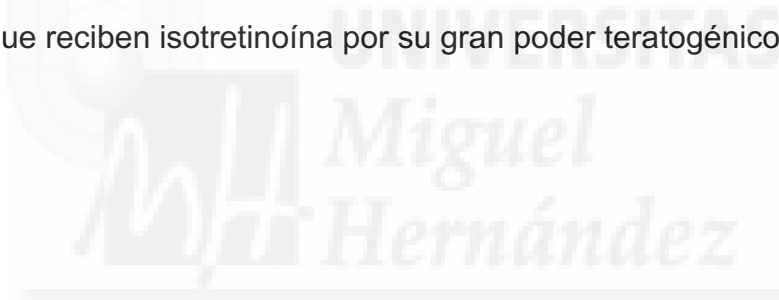 ue reciben isotretinoína por su gran poder teratogénico
UNIVERSITAS
Miguel
Hernández